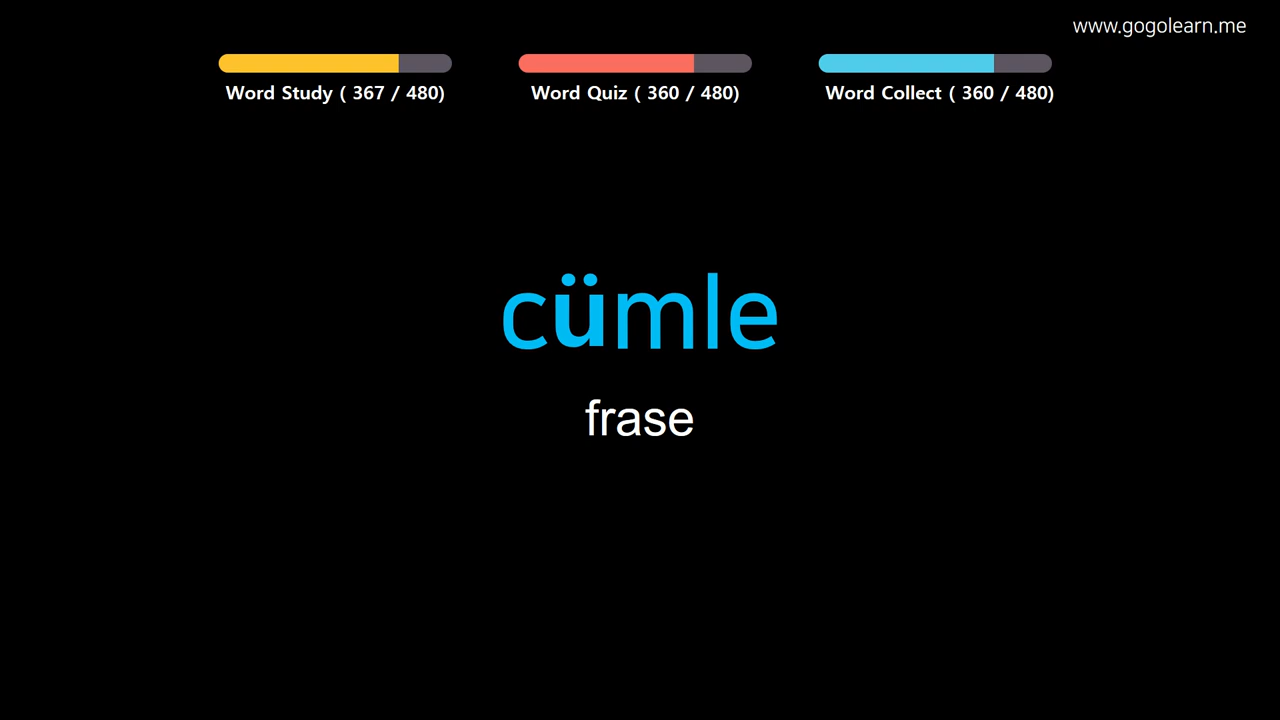 www.gogolearn.me
Word Study ( 367 / 480)
Word Quiz ( 360 / 480)
Word Collect ( 360 / 480)
cümle
frase